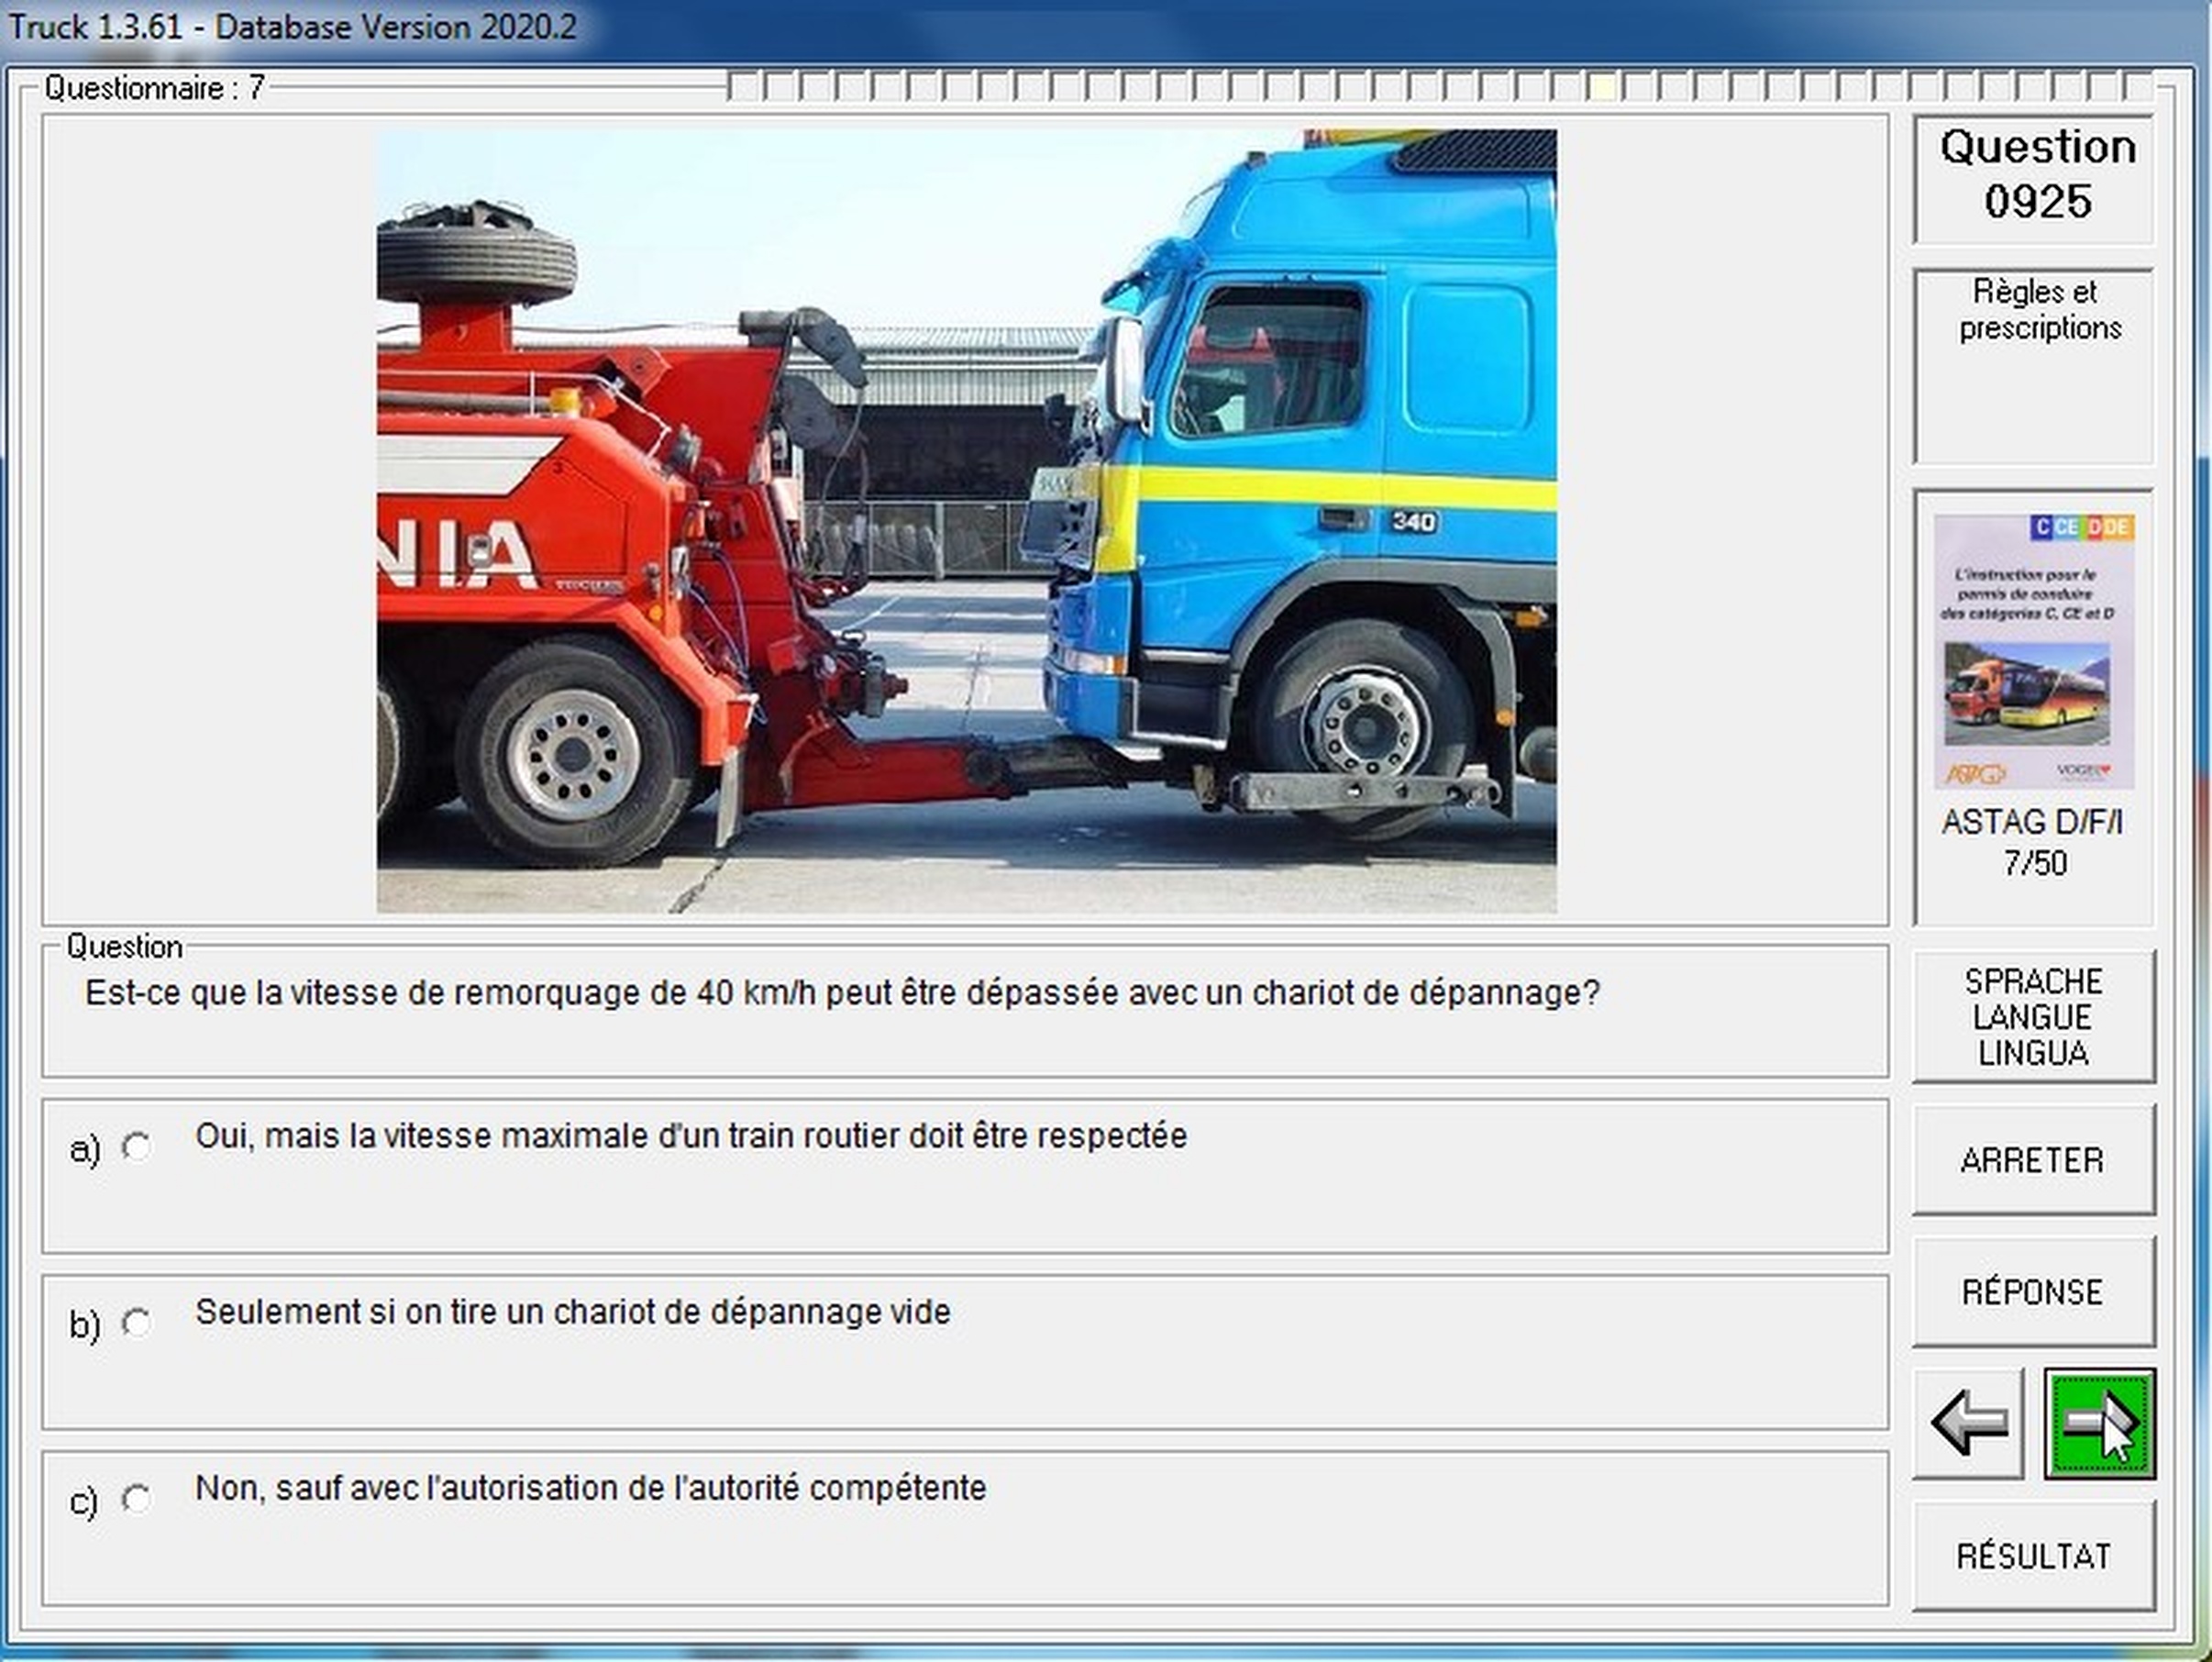 Truck 1.3.61 - Database Version 2020.2
Questionnaire : 7
Question
0925
Règles et
prescriptions
NIA
340
C CE D DE
L'instruction pour le
permis de conduire
des catégories C, CE et D
ASTAG
VOGEL
ASTAG D/F/I
7/50
Question
Est-ce que la vitesse de remorquage de 40 km/h peut être dépassée avec un chariot de dépannage?
a) Oui, mais la vitesse maximale d'un train routier doit être respectée
b) Seulement si on tire un chariot de dépannage vide
c) Non, sauf avec l'autorisation de l'autorité compétente
SPRACHE
LANGUE
LINGUA
ARRETER
RÉPONSE
RÉSULTAT